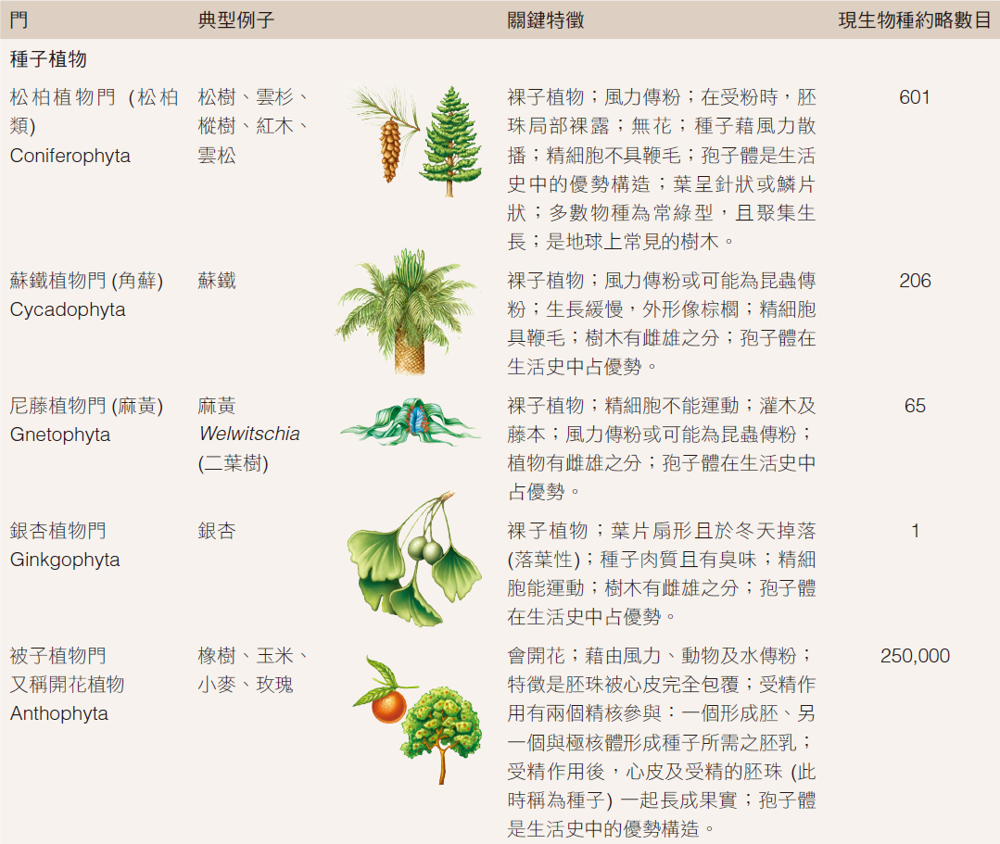 門 典型例子 關鍵特徵 現生物種約略數目
種子植物
松柏植物門 (松柏
類)
Coniferophyta
松樹、雲杉、
樅樹、紅木、
雲松
裸子植物；風力傳粉；在受粉時，胚
珠局部裸露；無花；種子藉風力散
播；精細胞不具鞭毛；孢子體是生活
史中的優勢構造；葉呈針狀或鱗片
狀；多數物種為常綠型，且聚集生
長；是地球上常見的樹木。
601
蘇鐵植物門 (角蘚)
Cycadophyta
蘇鐵
裸子植物；風力傳粉或可能為昆蟲傳
粉；生長緩慢，外形像棕櫚；精細胞
具鞭毛；樹木有雌雄之分；孢子體在
生活史中占優勢。
206
尼藤植物門 (麻黃)
Gnetophyta
麻黃
Welwitschia
(二葉樹)
裸子植物；精細胞不能運動；灌木及
藤本；風力傳粉或可能為昆蟲傳粉；
植物有雌雄之分；孢子體在生活史中
占優勢。
65
銀杏植物門
Ginkgophyta
銀杏
裸子植物；葉片扇形且於冬天掉落
(落葉性)；種子肉質且有臭味；精細
胞能運動；樹木有雌雄之分；孢子體
在生活史中占優勢。
1
被子植物門
又稱開花植物
Anthophyta
橡樹、玉米、
小麥、玫瑰
會開花；藉由風力、動物及水傳粉；
特徵是胚珠被心皮完全包覆；受精作
用有兩個精核參與：一個形成胚、另
一個與極核體形成種子所需之胚乳；
受精作用後，心皮及受精的胚珠 (此
時稱為種子) 一起長成果實；孢子體
是生活史中的優勢構造。
250,000